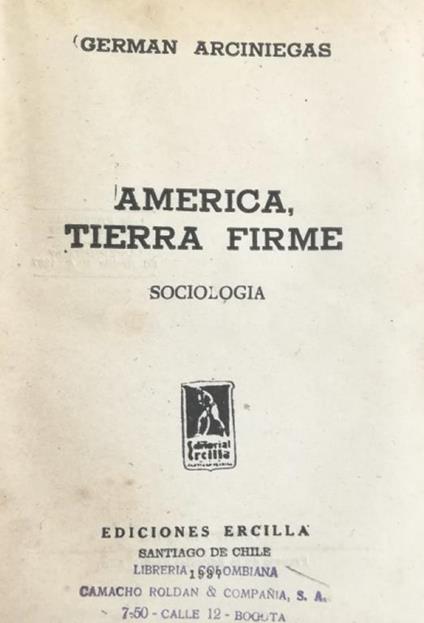 GERMAN ARCINIEGAS
AMERICA,
TIERRA FIRME
SOCIOLOGIA
Editorial
Ercilla
EDICIONES ERCILLA
SANTIAGO DE CHILE
1937
LIBRERIA COLOMBIANA
CAMACHO ROLDAN & COMPAÑIA, S. A.
7-50 - CALLE 12 - BOGOTA